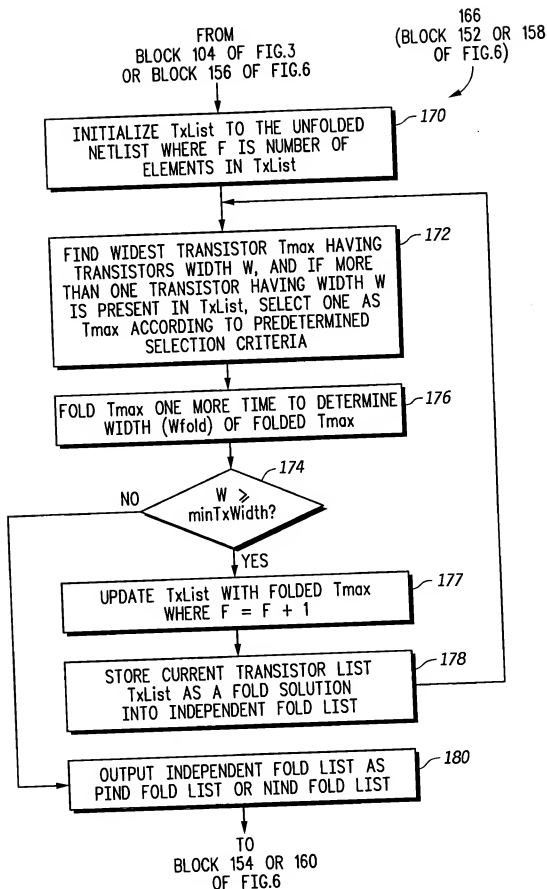 FROM
BLOCK 104 OF FIG.3
OR BLOCK 156 OF FIG.6
166
(BLOCK 152 OR 158
OF FIG.6)
170
INITIALIZE TxList TO THE UNFOLDED
NETLIST WHERE F IS NUMBER OF
ELEMENTS IN TxList
172
FIND WIDEST TRANSISTOR Tmax HAVING
TRANSISTORS WIDTH W, AND IF MORE
THAN ONE TRANSISTOR HAVING WIDTH W
IS PRESENT IN TxList, SELECT ONE AS
Tmax ACCORDING TO PREDETERMINED
SELECTION CRITERIA
176
FOLD Tmax ONE MORE TIME TO DETERMINE
WIDTH (Wfold) OF FOLDED Tmax
174
NO
W ⩾
minTxWidth?
YES
177
UPDATE TxList WITH FOLDED Tmax
WHERE F = F + 1
178
STORE CURRENT TRANSISTOR LIST
TxList AS A FOLD SOLUTION
INTO INDEPENDENT FOLD LIST
180
OUTPUT INDEPENDENT FOLD LIST AS
PIND FOLD LIST OR NIND FOLD LIST
TO
BLOCK 154 OR 160
OF FIG.6